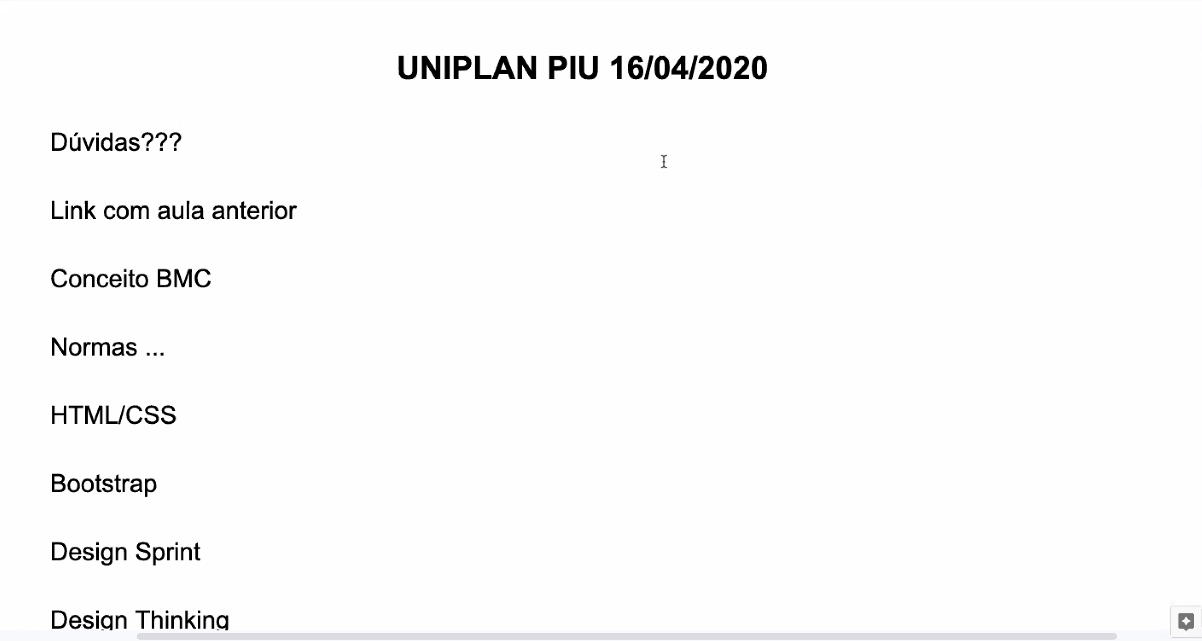 UNIPLAN PIU 16/04/2020
Dúvidas???
Link com aula anterior
Conceito BMC
Normas ...
HTML/CSS
Bootstrap
Design Sprint
Design Thinking